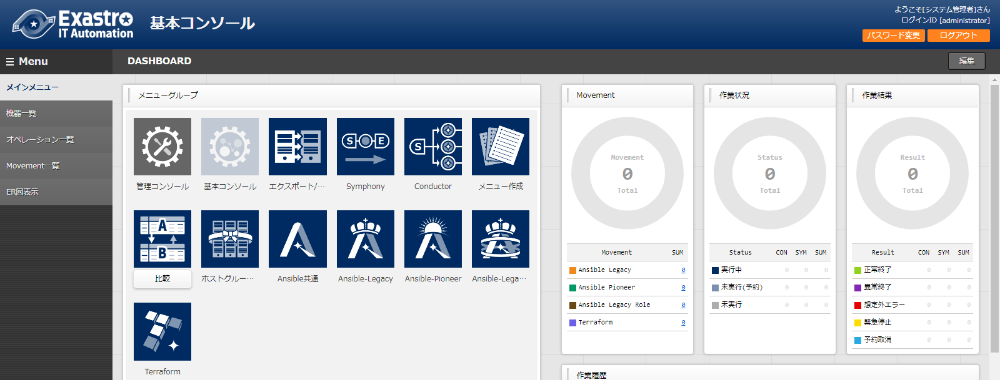 Exastro
IT Automation
基本コンソール
ようこそ[システム管理者]さん
ログインID [administrator]
パスワード変更
ログアウト
Menu
DASHBOARD
編集
メインメニュー
機器一覧
オペレーション一覧
Movement一覧
ER図表示
メニューグループ
管理コンソール
基本コンソール
エクスポート/…
S E
Symphony
S
Conductor
メニュー作成
A
B
比較
ホストグルー…
Ansible共通
Ansible-Legacy
Ansible-Pioneer
Ansible-Lega…
Terraform
Movement
Movement
0
Total
Movement SUM
Ansible Legacy 0
Ansible Pioneer 0
Ansible Legacy Role 0
Terraform 0
作業状況
Status
0
Total
Status CON SYM SUM
実行中 0 0 0
未実行(予約) 0 0 0
未実行 0 0 0
作業結果
Result
0
Total
Result CON SYM SUM
正常終了 0 0 0
異常終了 0 0 0
想定外エラー 0 0 0
緊急停止 0 0 0
予約取消 0 0 0
作業履歴